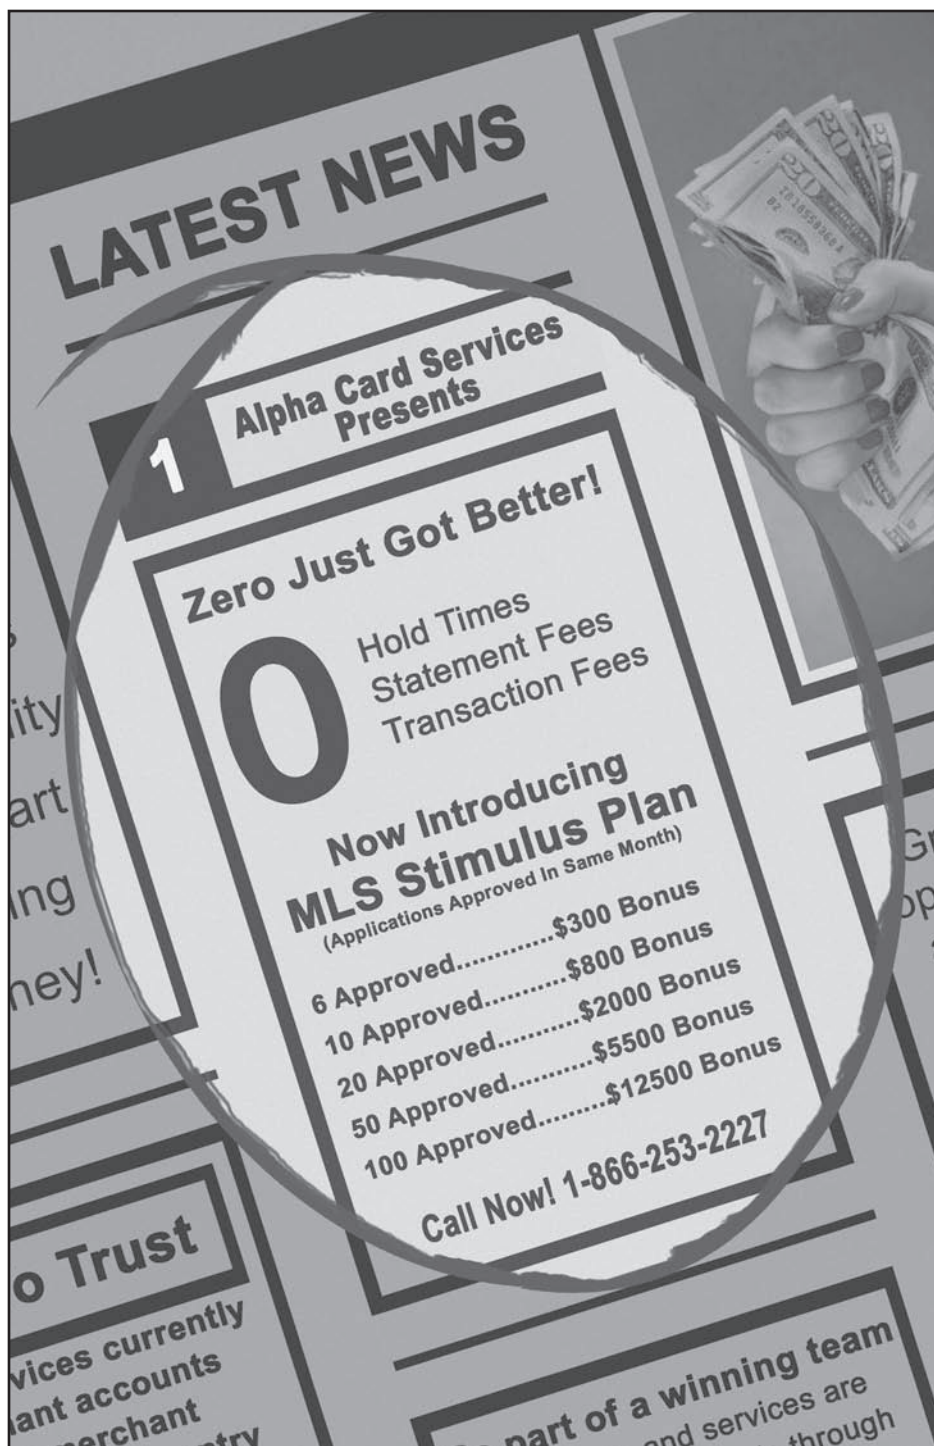 LATEST NEWS
1
Alpha Card Services
Presents
Zero Just Got Better!
0
Hold Times
Statement Fees
Transaction Fees
Now Introducing
MLS Stimulus Plan
(Applications Approved In Same Month)
6 Approved............$300 Bonus
10 Approved...........$800 Bonus
20 Approved...........$2000 Bonus
50 Approved...........$5500 Bonus
100 Approved.........$12500 Bonus
Call Now! 1-866-253-2227
o Trust
vices currently
ant accounts
erchant
ntry
part of a winning team
and services are
through
ity
art
ing
ney!
20
20